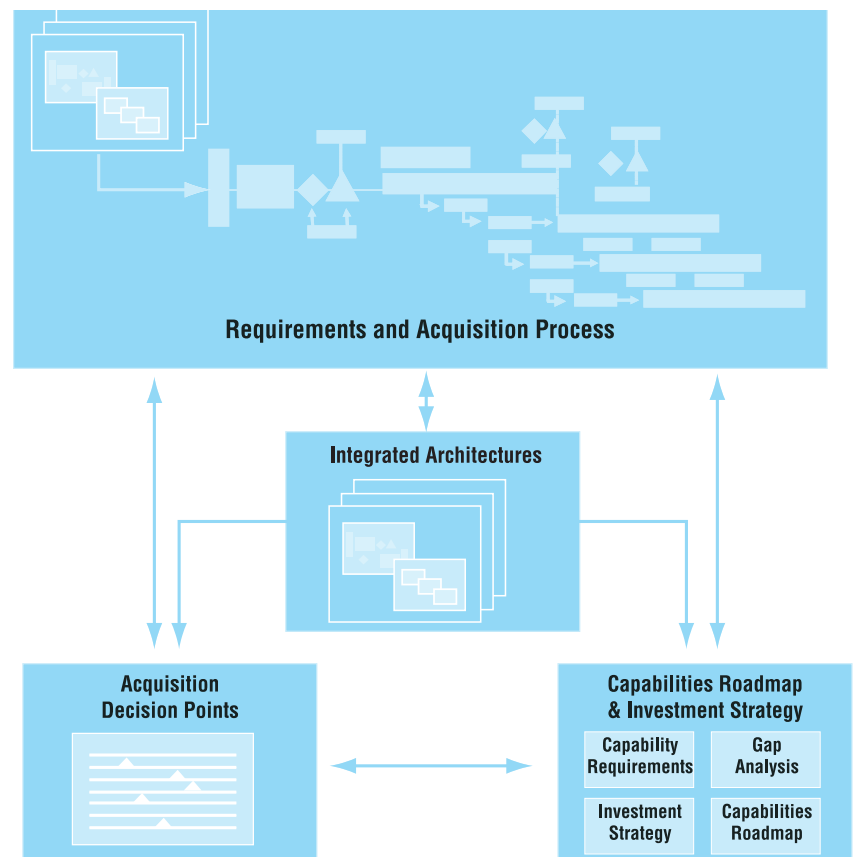 Requirements and Acquisition Process
Integrated Architectures
Acquisition
Decision Points
Capabilities Roadmap
& Investment Strategy
Capability
Requirements
Gap
Analysis
Investment
Strategy
Capabilities
Roadmap